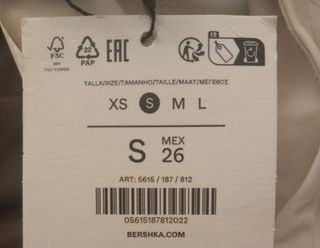 FSC
22
PAP
EAC
FR
TALLA/SIZE/TAMANHO/TAILLE/MAAT/ΜΕΓΕΘΟΣ
XS S M L
S MEX 26
ART: 5615 / 187 / 812
05615187812022
BERSHKA.COM